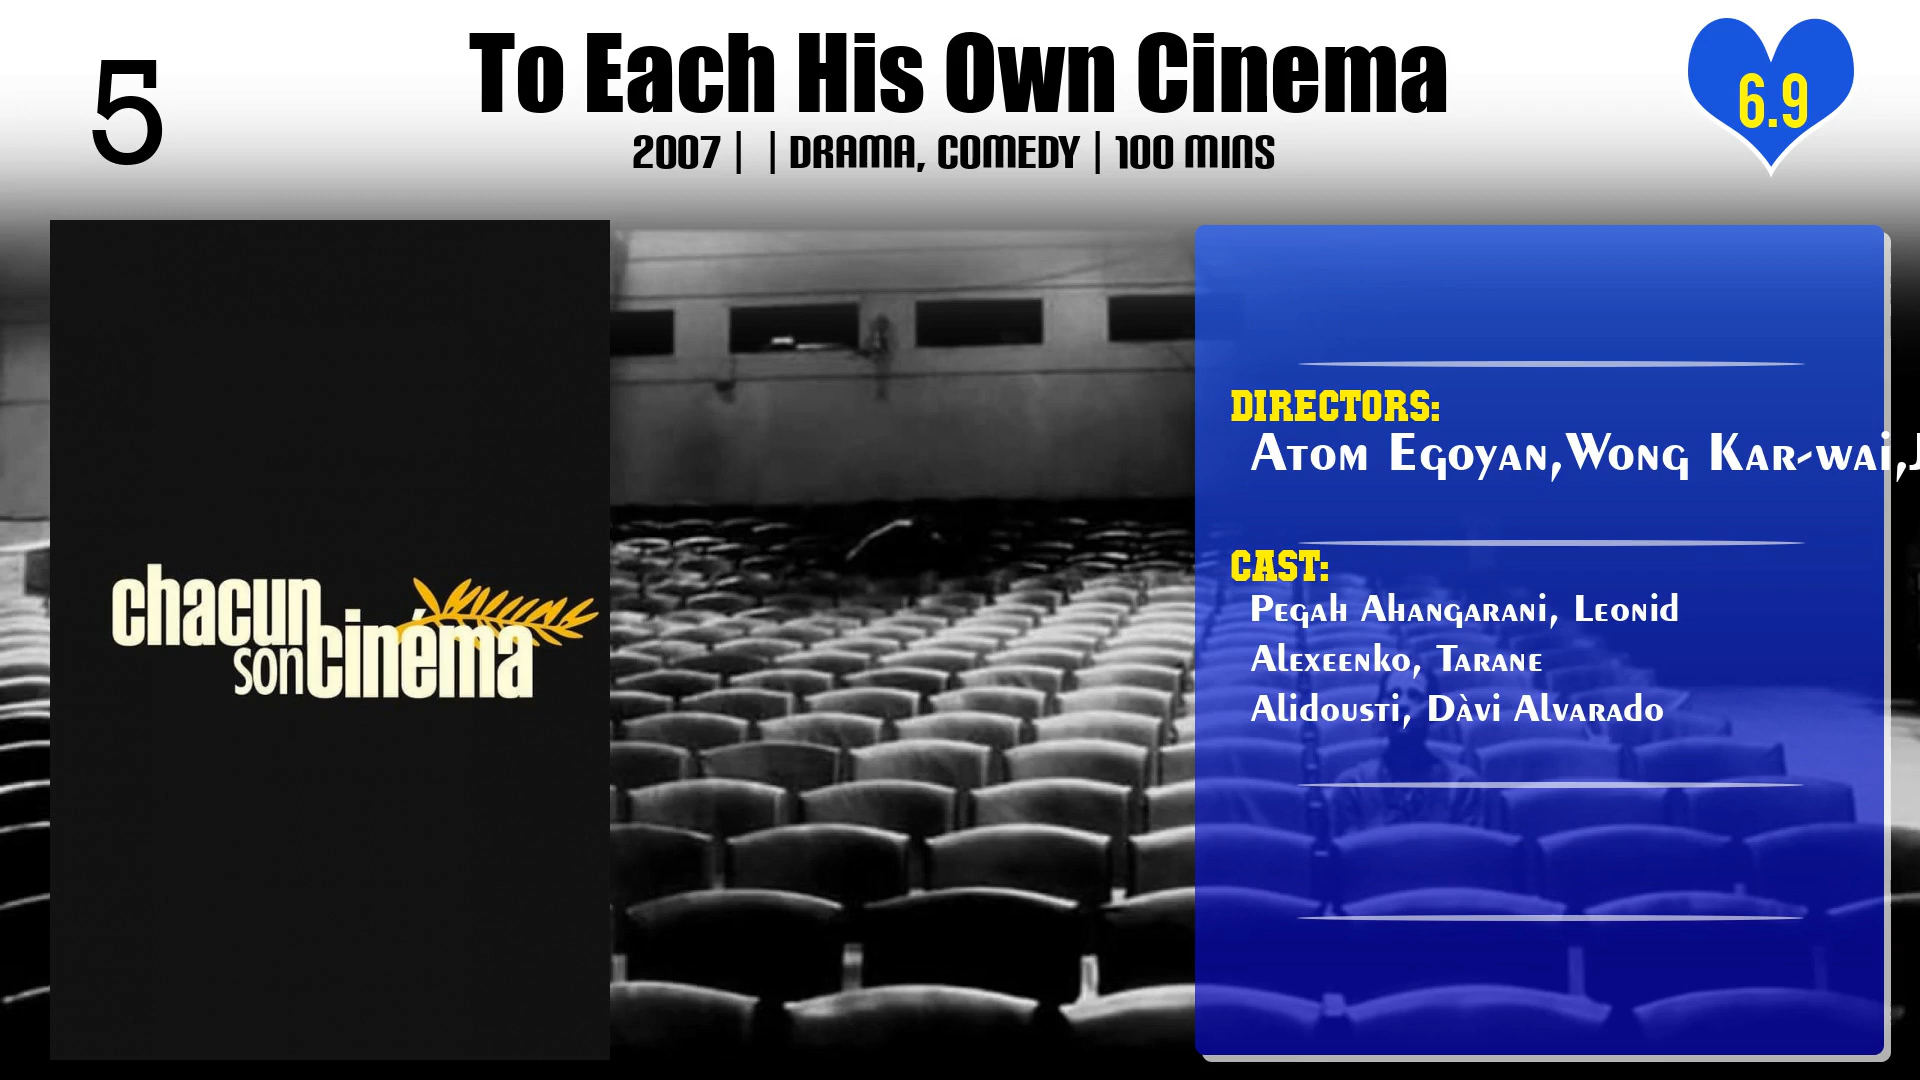 5
To Each His Own Cinema
6.9
2007 | | DRAMA, COMEDY | 100 MINS
chacun
son cinéma
DIRECTORS:
Atom Egoyan,Wong Kar-wai,J
CAST:
Pegah Ahangarani, Leonid
Alexeenko, Tarane
Alidousti, Dàvi Alvarado